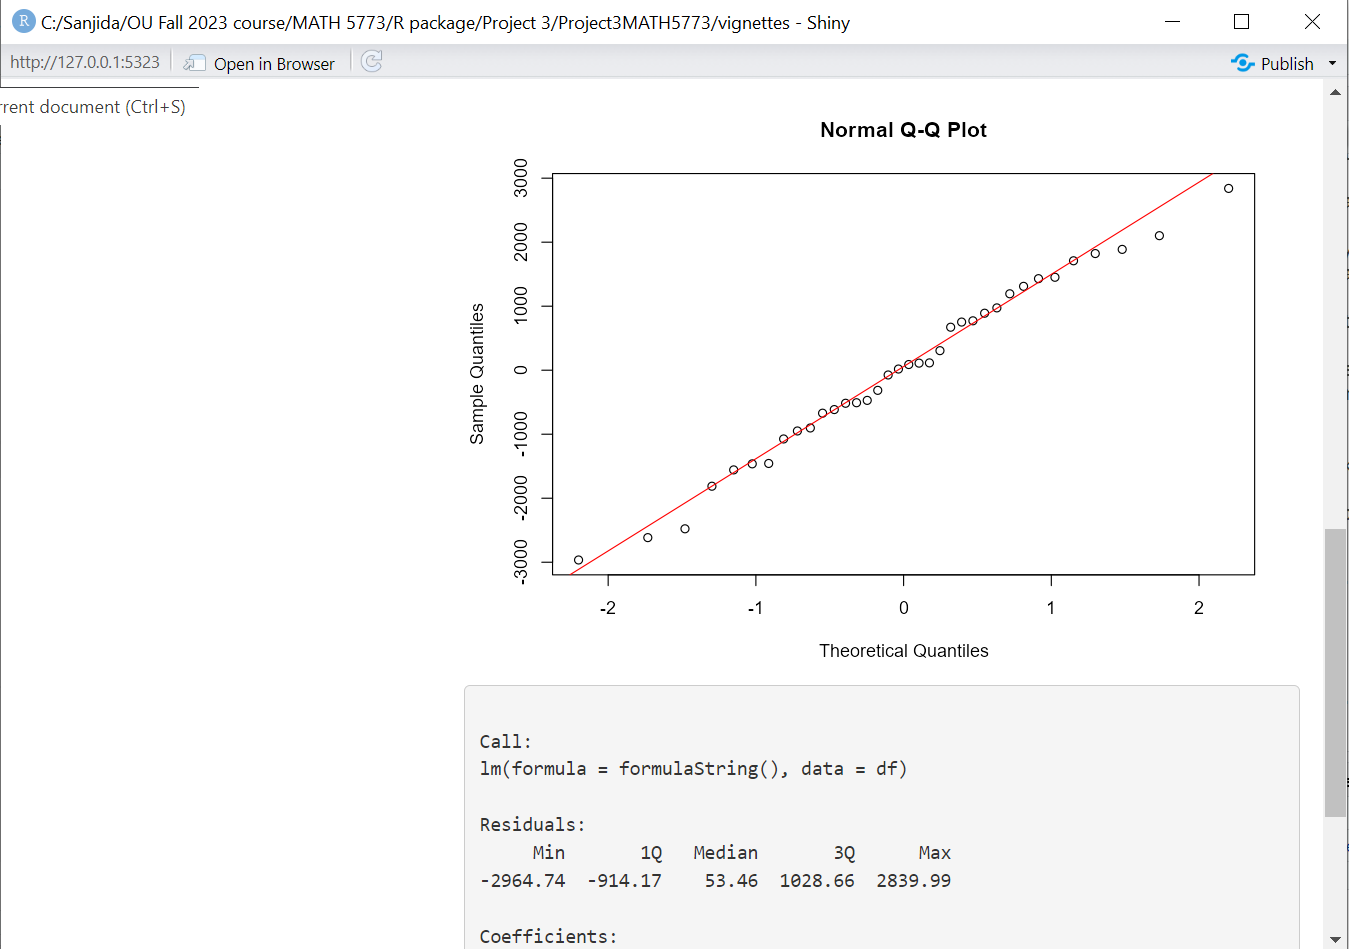 C:/Sanjida/OU Fall 2023 course/MATH 5773/R package/Project 3/Project3MATH5773/vignettes - Shiny
http://127.0.0.1:5323 Open in Browser Publish
rrent document (Ctrl+S)
Normal Q-Q Plot
3000
2000
1000
0
-1000
-2000
-3000
Sample Quantiles
-2 -1 0 1 2
Theoretical Quantiles
Call:
lm(formula = formulaString(), data = df)
Residuals:
Min 1Q Median 3Q Max
-2964.74 -914.17 53.46 1028.66 2839.99
Coefficients: